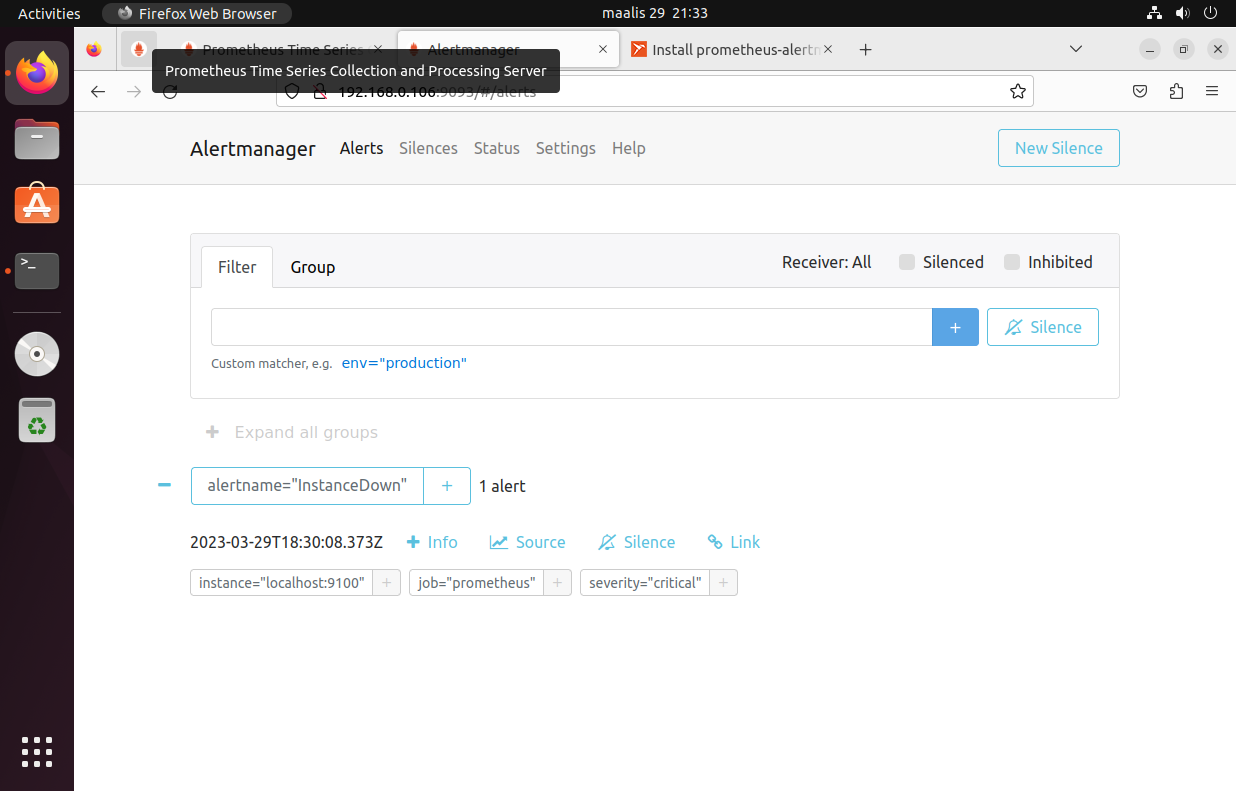 Activities Firefox Web Browser maalis 29 21:33
Prometheus Time Series Alertmanager Install prometheus-alertm
Prometheus Time Series Collection and Processing Server
192.168.0.106:9093/#/alerts
Alertmanager Alerts Silences Status Settings Help New Silence
Filter Group Receiver: All Silenced Inhibited
+ Silence
Custom matcher, e.g. env="production"
+ Expand all groups
− alertname="InstanceDown" + 1 alert
2023-03-29T18:30:08.373Z + Info Source Silence Link
instance="localhost:9100" + job="prometheus" + severity="critical" +